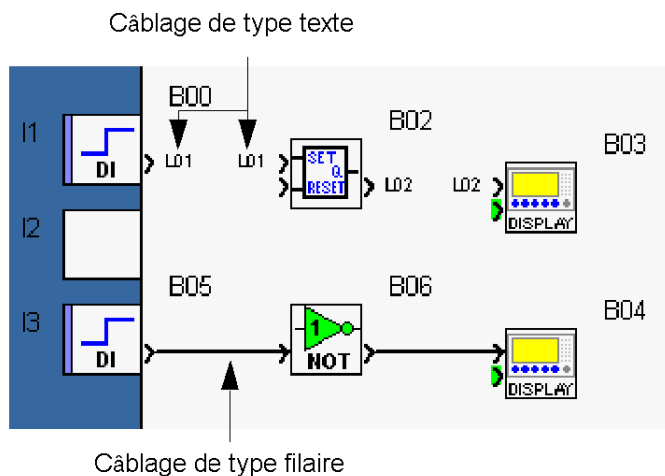 Câblage de type texte
B00
I1
DI
L01
L01
SET
Q
RESET
B02
L02
L02
B03
DISPLAY
I2
B05
I3
DI
1
NOT
B06
B04
DISPLAY
Câblage de type filaire